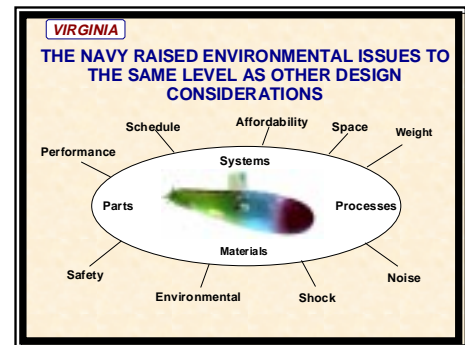 VIRGINIA
THE NAVY RAISED ENVIRONMENTAL ISSUES TO
THE SAME LEVEL AS OTHER DESIGN
CONSIDERATIONS
Schedule
Affordability
Space
Weight
Performance
Systems
Parts
Processes
Materials
Safety
Environmental
Shock
Noise